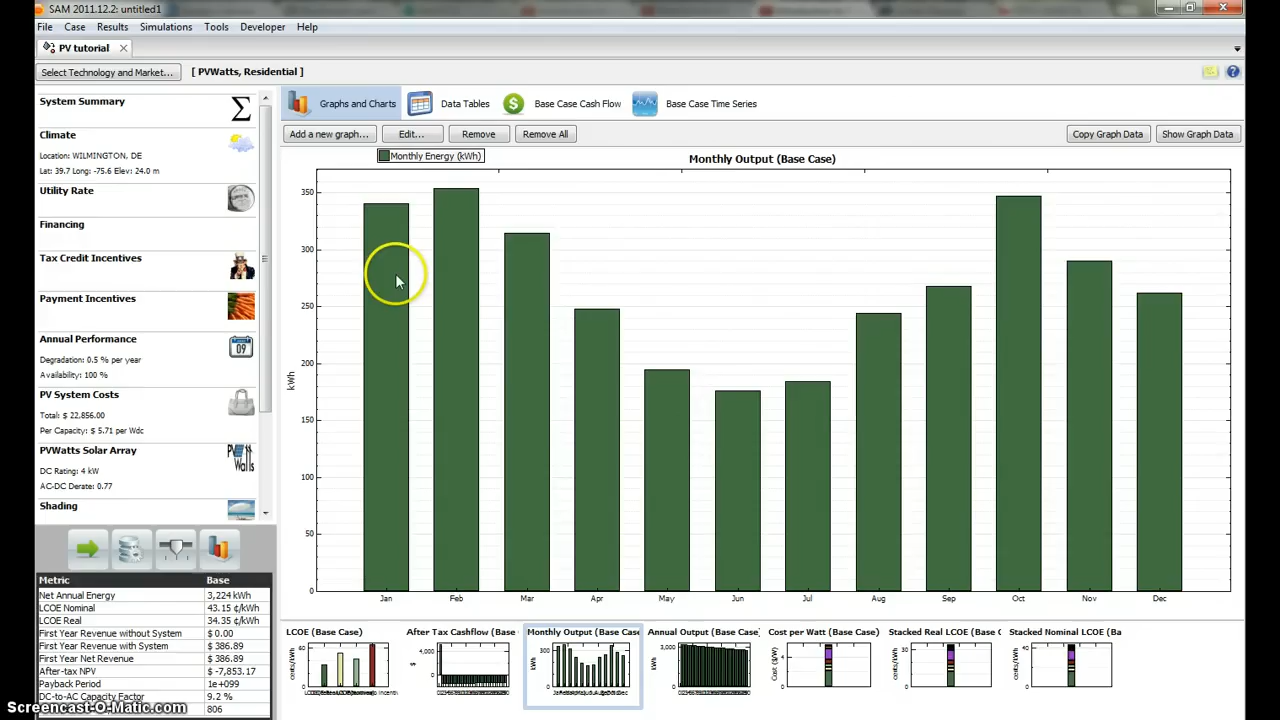 SAM 2011.12.2: untitled1
File Case Results Simulations Tools Developer Help
PV tutorial
Select Technology and Market... [ PVWatts, Residential ]
System Summary
Climate
Location: WILMINGTON, DE
Lat: 39.7 Long: -75.6 Elev: 24.0 m
Utility Rate
Financing
Tax Credit Incentives
Payment Incentives
Annual Performance
Degradation: 0.5 % per year
Availability: 100 %
09
PV System Costs
Total: $ 22,856.00
Per Capacity: $ 5.71 per Wdc
PVWatts Solar Array
DC Rating: 4 kW
AC-DC Derate: 0.77
PV Watts
Shading
Metric Base
Net Annual Energy 3,224 kWh
LCOE Nominal 43.15 ¢/kWh
LCOE Real 34.35 ¢/kWh
First Year Revenue without System $ 0.00
First Year Revenue with System $ 386.89
First Year Net Revenue $ 386.89
After-tax NPV $ -7,853.17
Payback Period 1e+099
DC-to-AC Capacity Factor 9.2 %
806
Graphs and Charts Data Tables Base Case Cash Flow Base Case Time Series
Add a new graph... Edit... Remove Remove All Copy Graph Data Show Graph Data
Monthly Energy (kWh)
Monthly Output (Base Case)
kWh
350
300
250
200
150
100
50
0
Jan Feb Mar Apr May Jun Jul Aug Sep Oct Nov Dec
LCOE (Base Case) After Tax Cashflow (Base Monthly Output (Base Case Annual Output (Base Case) Cost per Watt (Base Case) Stacked Real LCOE (Base C Stacked Nominal LCOE (Ba
Screencast-O-Matic.com